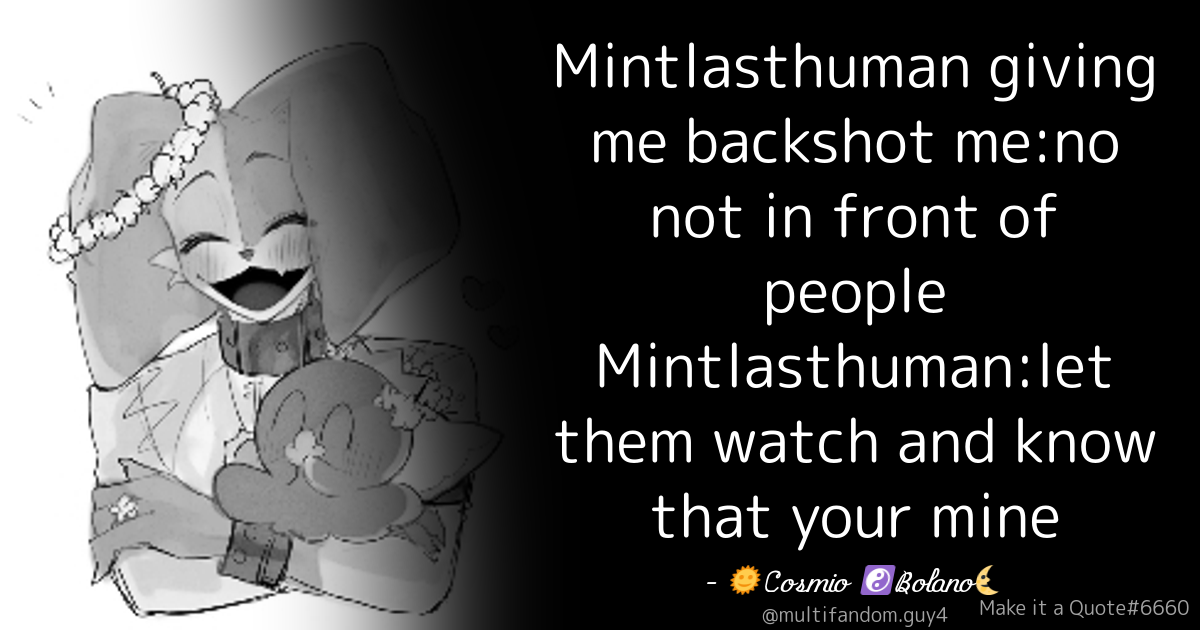 Mintlasthuman giving
me backshot me:no
not in front of
people
Mintlasthuman:let
them watch and know
that your mine
- 🌞Cosmio ☯️Bolano🌜
@multifandom.guy4
Make it a Quote#6660